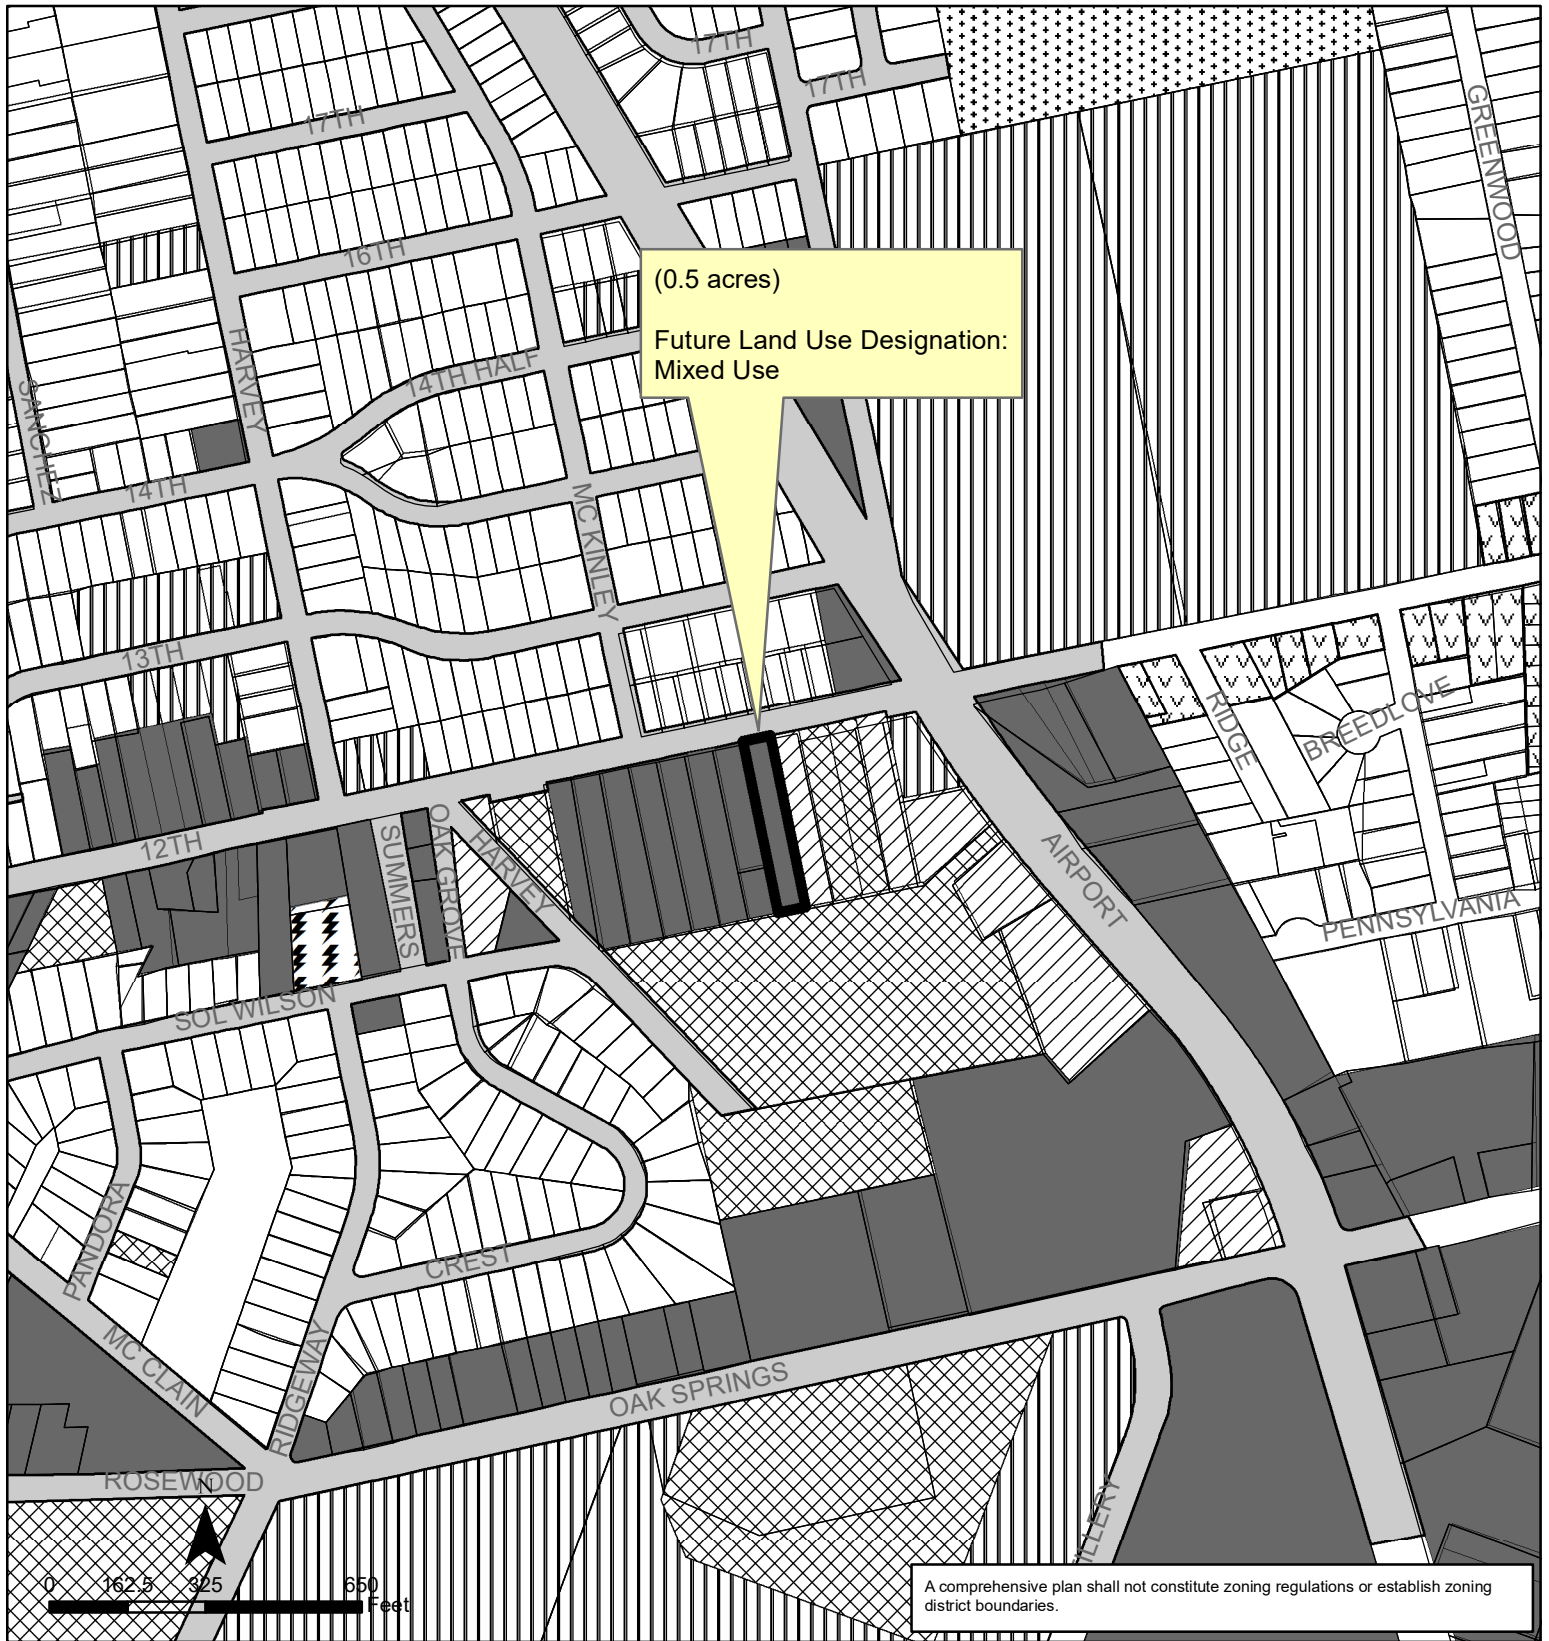 17TH
17TH
17TH
GREENWOOD
16TH
(0.5 acres)
Future Land Use Designation:
Mixed Use
HARVEY
14TH HALF
SANCHEZ
14TH
MC KINLEY
13TH
RIDGE
BREEDLOVE
12TH
SUMMERS
OAK GROVE
HARVEY
AIRPORT
PENNSYLVANIA
SOL WILSON
PANDORA
CREST
MC CLAIN
RIDGEWAY
OAK SPRINGS
ROSEWOOD
N
ILLERY
0 162.5 325 650
Feet
A comprehensive plan shall not constitute zoning regulations or establish zoning
district boundaries.